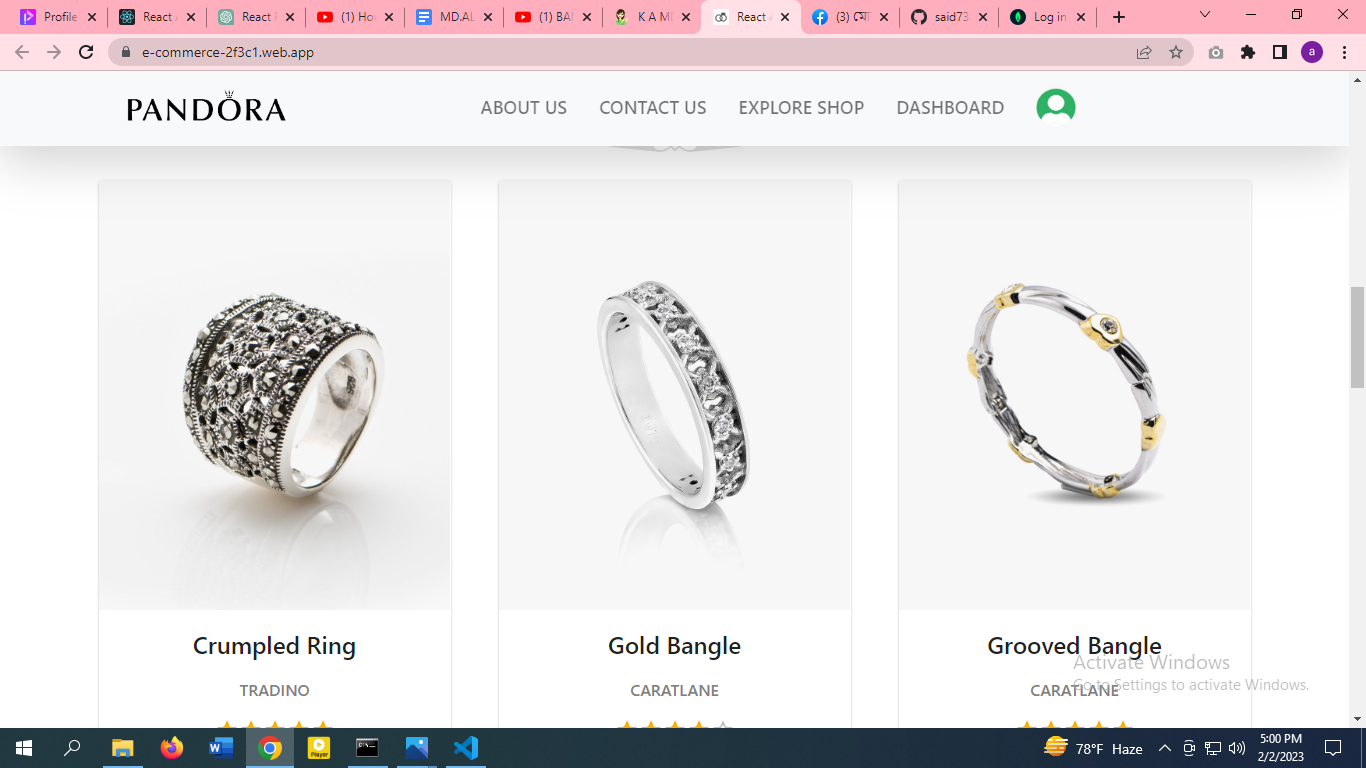 Profile
React A
React F
(1) Ho
MD.AL
(1) BAI
K A MI
React A
said73
Log in
e-commerce-2f3c1.web.app
a
PANDORA
ABOUT US
CONTACT US
EXPLORE SHOP
DASHBOARD
Crumpled Ring
Gold Bangle
Grooved Bangle
TRADINO
CARATLANE
CARATLANE
Activate Windows
Go to Settings to activate Windows.
78°F Haze
5:00 PM
2/2/2023